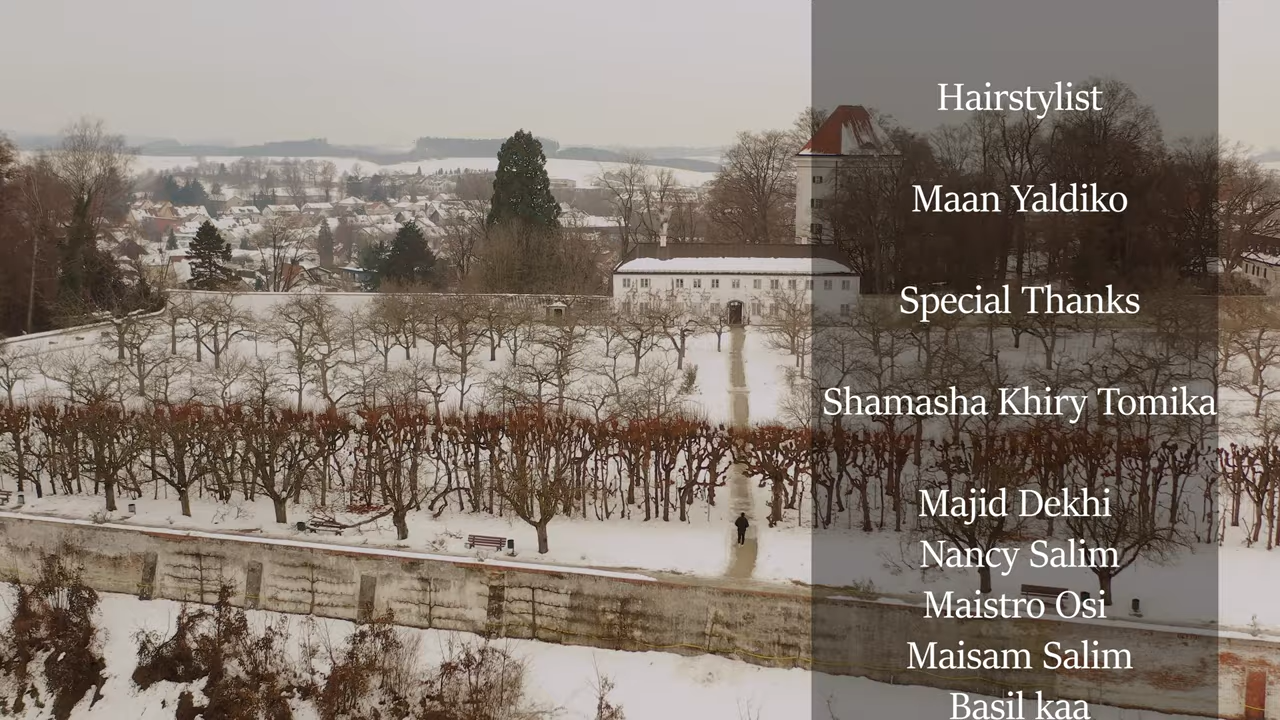 Hairstylist
Maan Yaldiko
Special Thanks
Shamasha Khiry Tomika
Majid Dekhi
Nancy Salim
Maistro Osi
Maisam Salim
Basil kaa